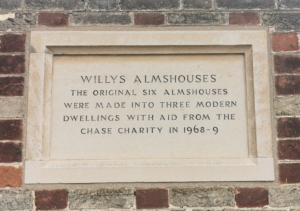 WILLYS ALMSHOUSES
THE ORIGINAL SIX ALMSHOUSES
WERE MADE INTO THREE MODERN
DWELLINGS WITH AID FROM THE
CHASE CHARITY IN 1968-9